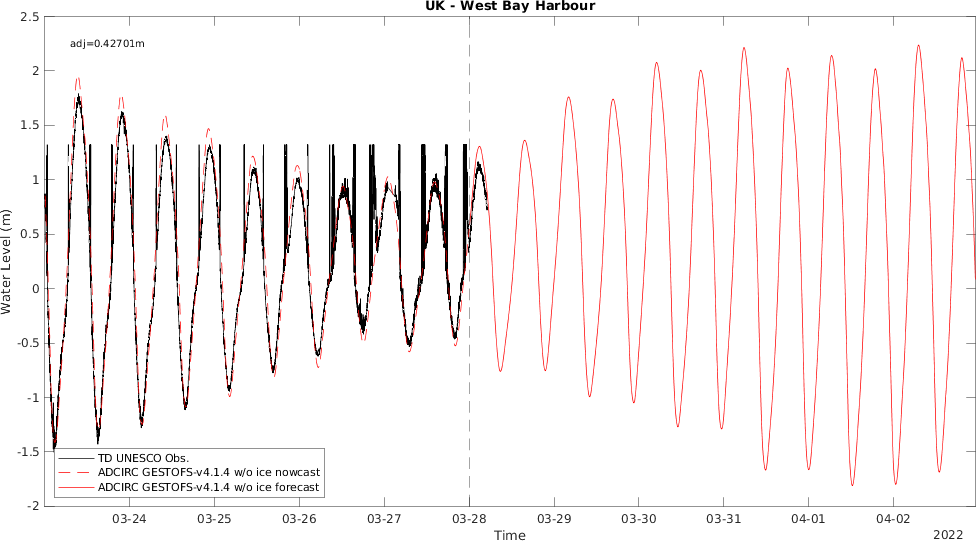 UK - West Bay Harbour
adj=0.42701m
2.5
2
1.5
1
0.5
0
-0.5
-1
-1.5
-2
Water Level (m)
TD UNESCO Obs.
ADCIRC GESTOFS-v4.1.4 w/o ice nowcast
ADCIRC GESTOFS-v4.1.4 w/o ice forecast
03-24 03-25 03-26 03-27 03-28 03-29 03-30 03-31 04-01 04-02
Time
2022